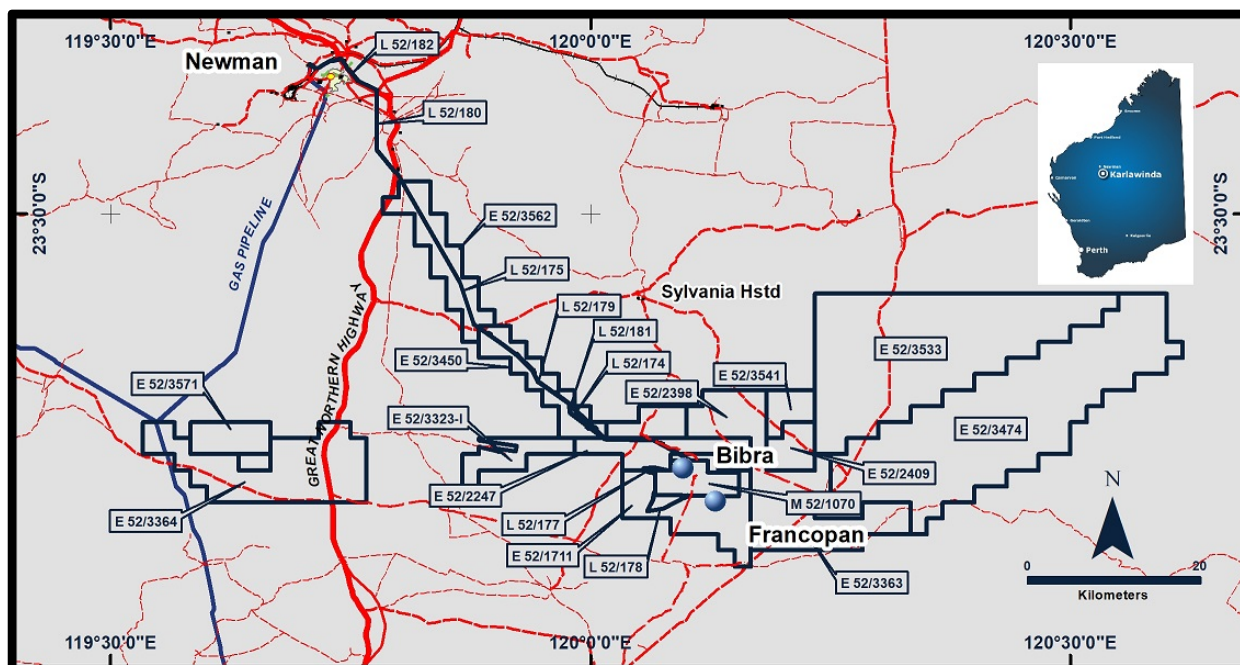 119°30'0"E
120°0'0"E
120°30'0"E
L 52/182
Newman
L 52/180
Karlawinda
Perth
23°30'0"S
23°30'0"S
E 52/3562
GAS PIPELINE
L 52/175
Sylvania Hstd
L 52/179
L 52/181
GREAT NORTHERN HIGHWAY
E 52/3450
L 52/174
E 52/3533
E 52/3571
E 52/2398
E 52/3541
E 52/3323-I
E 52/3474
Bibra
E 52/2409
E 52/2247
M 52/1070
N
E 52/3364
L 52/177
Francopan
E 52/1711
L 52/178
E 52/3363
0
20
Kilometers
119°30'0"E
120°0'0"E
120°30'0"E